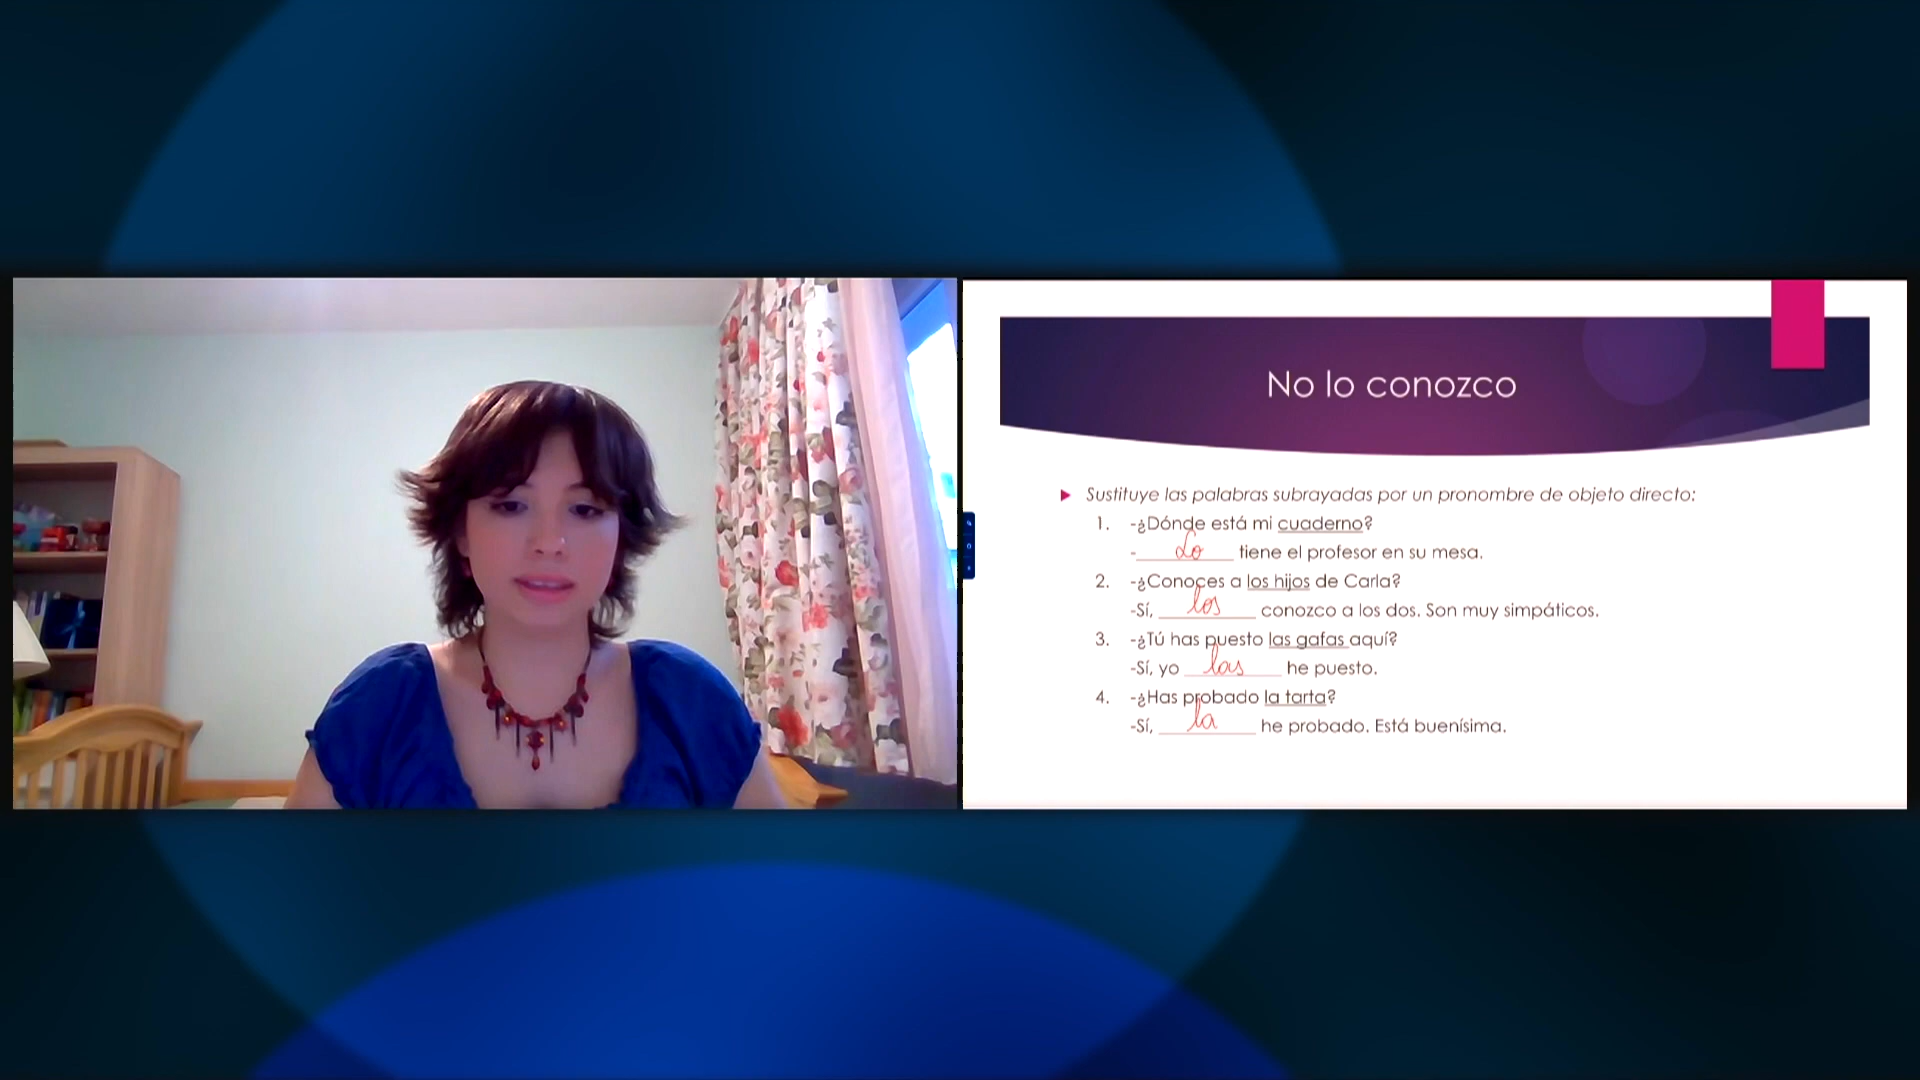 No lo conozco
Sustituye las palabras subrayadas por un pronombre de objeto directo:
1. -¿Dónde está mi cuaderno?
-Lo tiene el profesor en su mesa.
2. -¿Conoces a los hijos de Carla?
-Sí, los conozco a los dos. Son muy simpáticos.
3. -¿Tú has puesto las gafas aquí?
-Sí, yo las he puesto.
4. -¿Has probado la tarta?
-Sí, la he probado. Está buenísima.